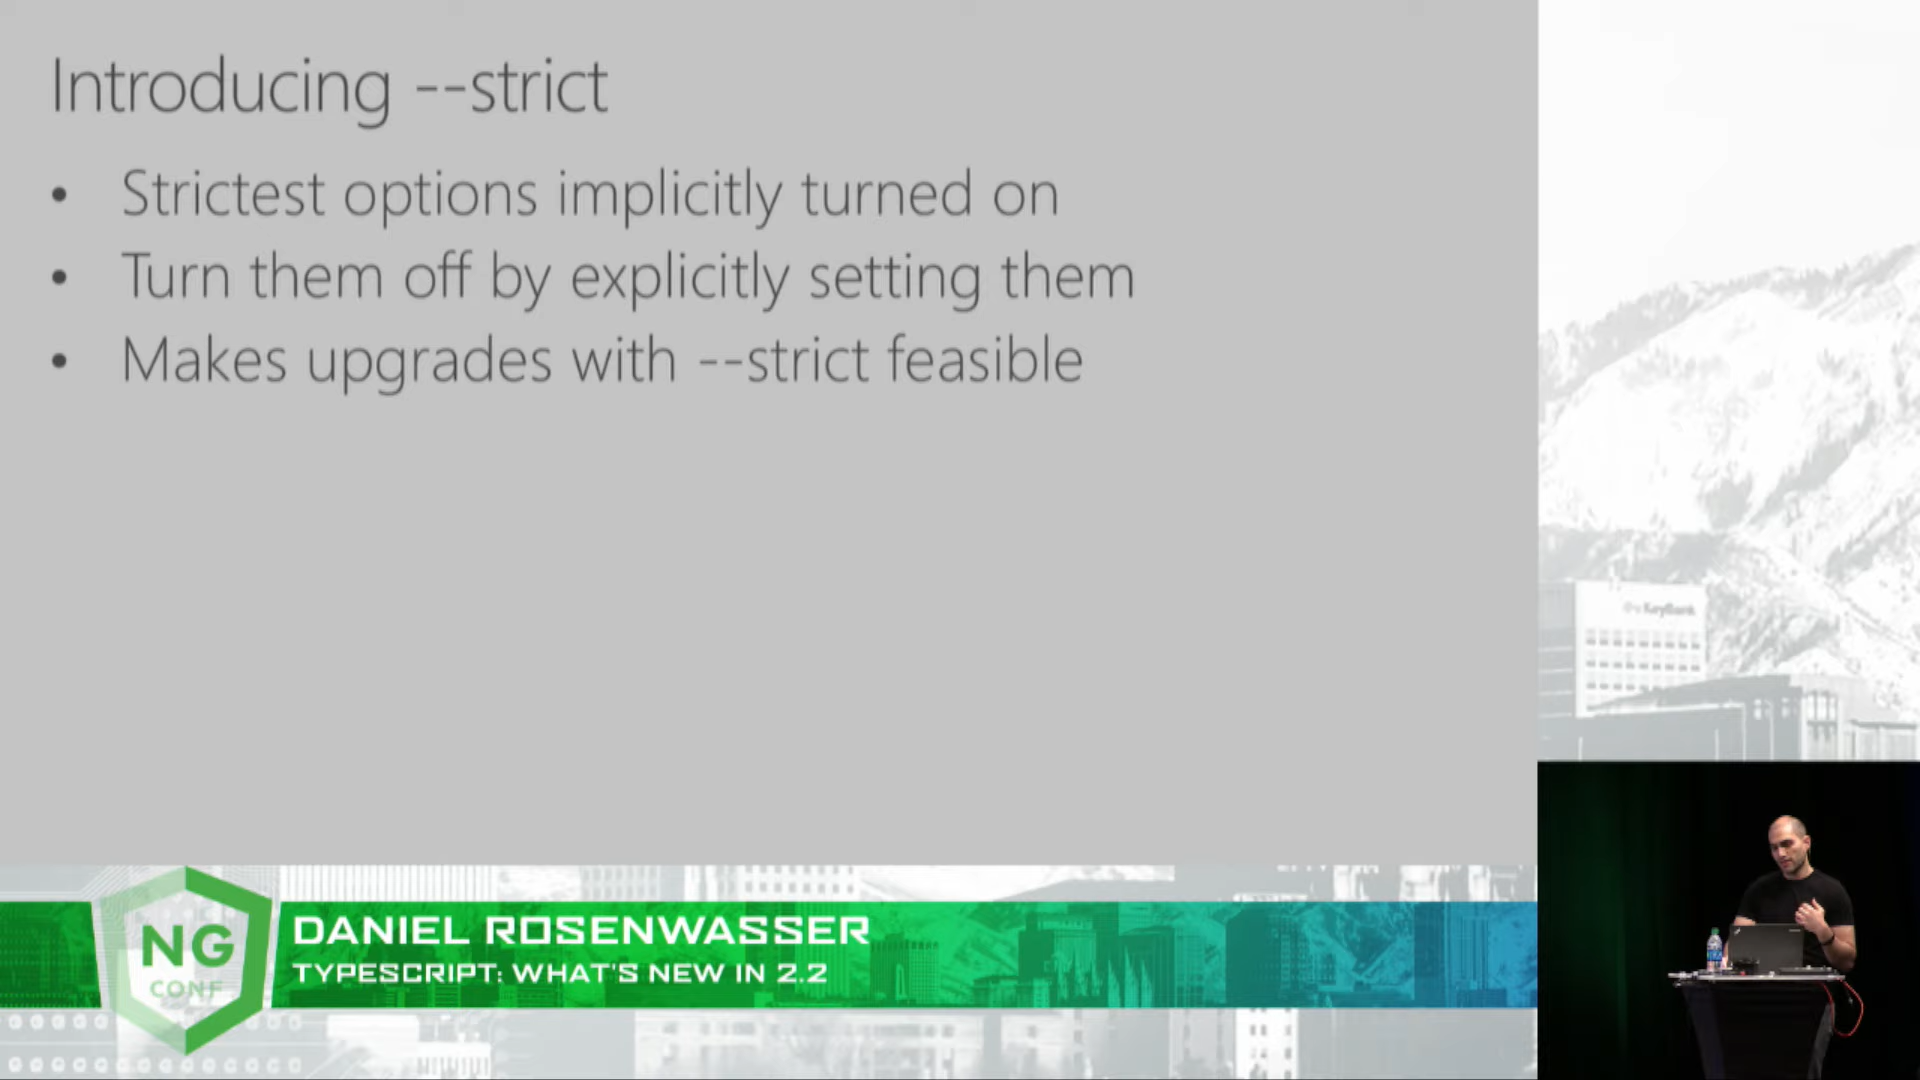 Introducing --strict
• Strictest options implicitly turned on
• Turn them off by explicitly setting them
• Makes upgrades with --strict feasible
KeyBank
NG
CONF
DANIEL ROSENWASSER
TYPESCRIPT: WHAT'S NEW IN 2.2